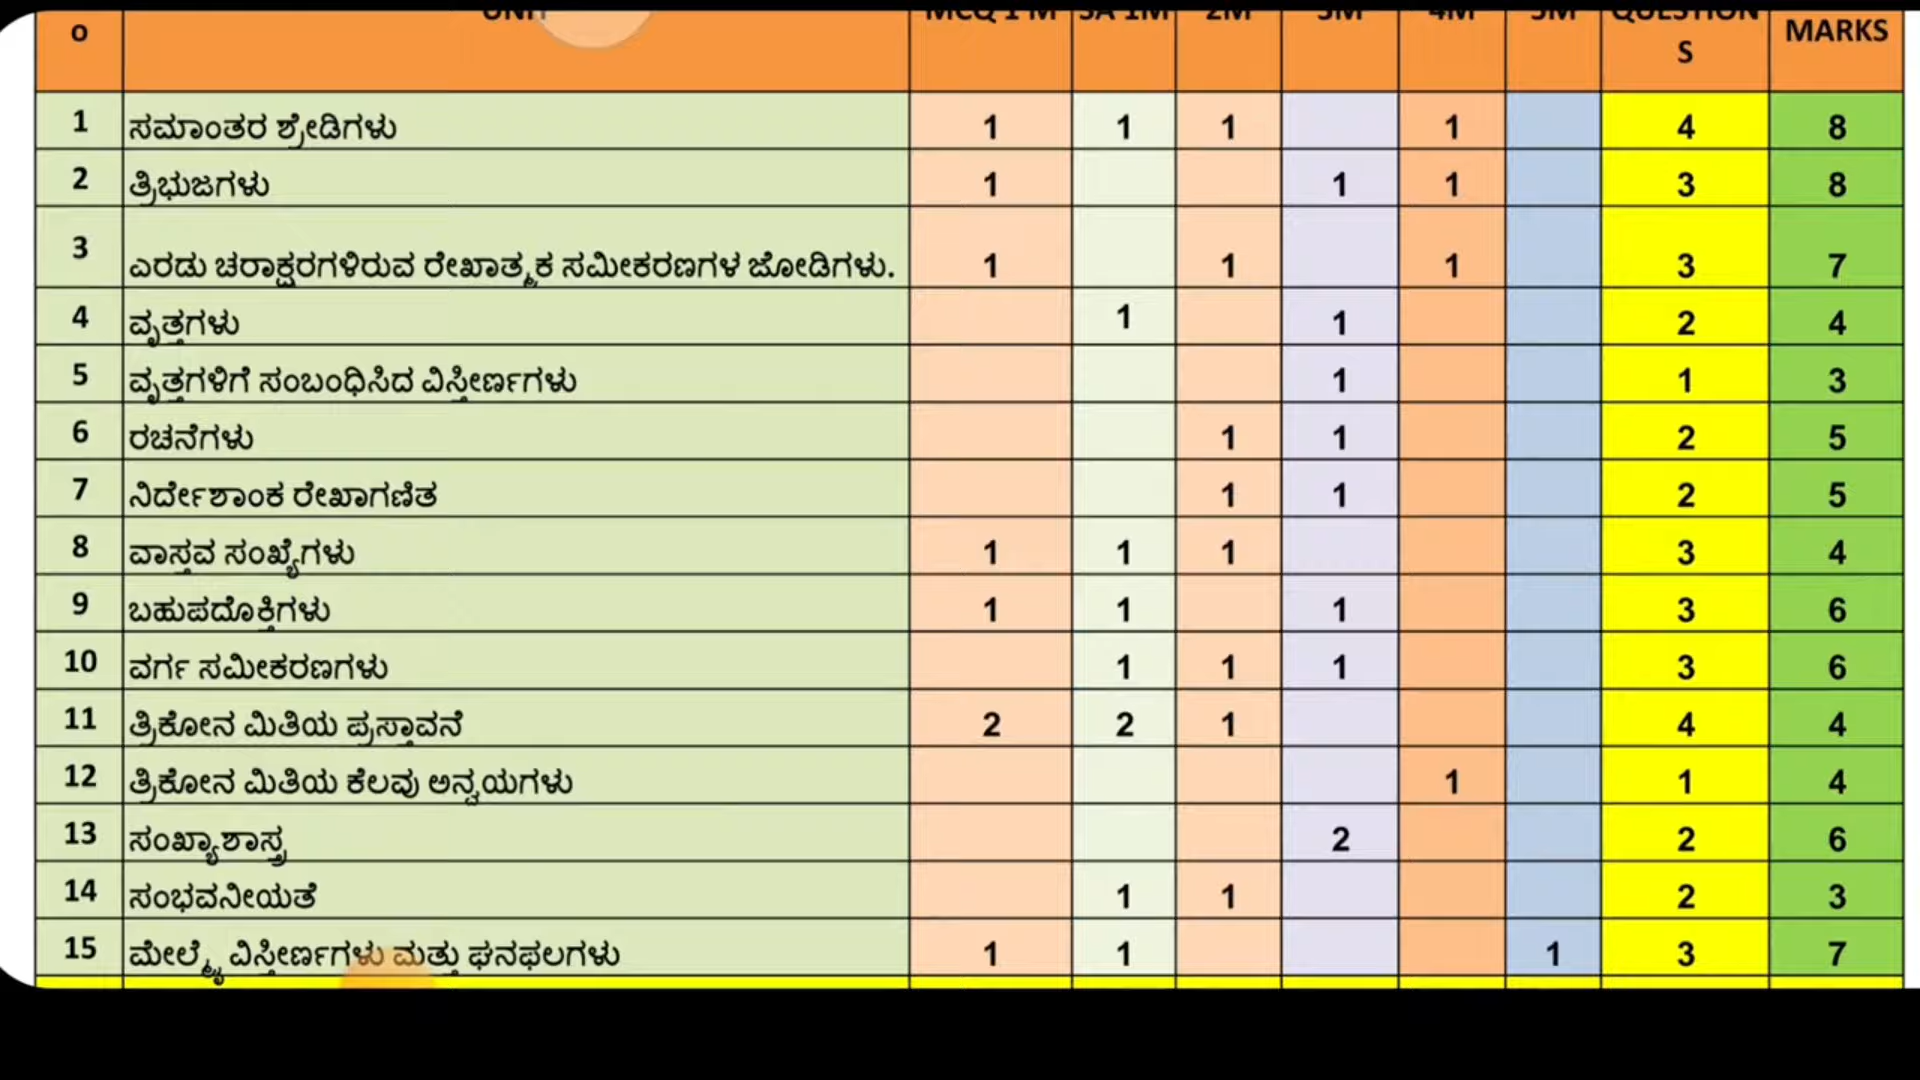 o UNIT MCQ 1 M SA 1M 2M 3M 4M 5M QUESTION MARKS
S
1 ಸಮಾಂತರ ಶ್ರೇಡಿಗಳು 1 1 1 1 4 8
2 ತ್ರಿಭುಜಗಳು 1 1 1 3 8
3 ಎರಡು ಚರಾಕ್ಷರಗಳಿರುವ ರೇಖಾತ್ಮಕ ಸಮೀಕರಣಗಳ ಜೋಡಿಗಳು. 1 1 1 3 7
4 ವೃತ್ತಗಳು 1 1 2 4
5 ವೃತ್ತಗಳಿಗೆ ಸಂಬಂಧಿಸಿದ ವಿಸ್ತೀರ್ಣಗಳು 1 1 3
6 ರಚನೆಗಳು 1 1 2 5
7 ನಿರ್ದೇಶಾಂಕ ರೇಖಾಗಣಿತ 1 1 2 5
8 ವಾಸ್ತವ ಸಂಖ್ಯೆಗಳು 1 1 1 3 4
9 ಬಹುಪದೊಕ್ತಿಗಳು 1 1 1 3 6
10 ವರ್ಗ ಸಮೀಕರಣಗಳು 1 1 1 3 6
11 ತ್ರಿಕೋನ ಮಿತಿಯ ಪ್ರಸ್ತಾವನೆ 2 2 1 4 4
12 ತ್ರಿಕೋನ ಮಿತಿಯ ಕೆಲವು ಅನ್ವಯಗಳು 1 1 4
13 ಸಂಖ್ಯಾಶಾಸ್ತ್ರ 2 2 6
14 ಸಂಭವನೀಯತೆ 1 1 2 3
15 ಮೇಲ್ಮೈ ವಿಸ್ತೀರ್ಣಗಳು ಮತ್ತು ಘನಫಲಗಳು 1 1 1 3 7